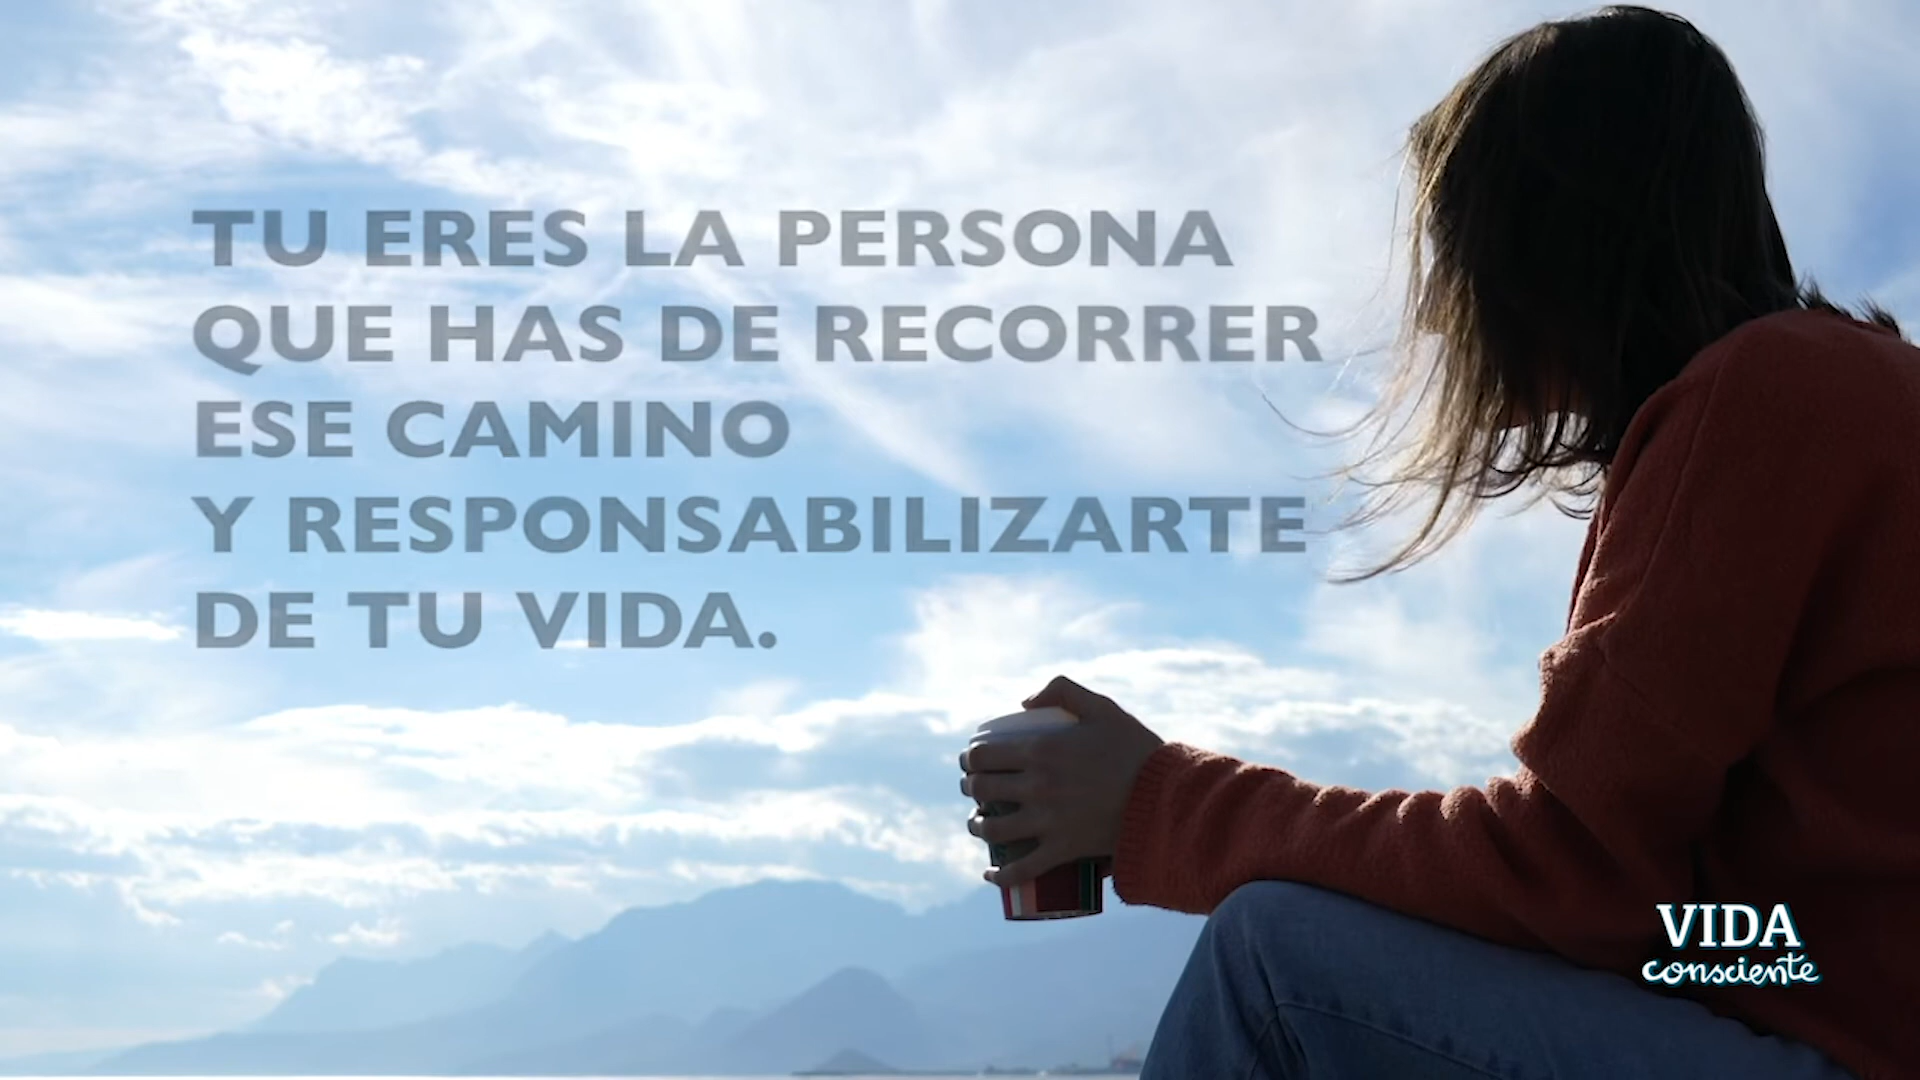 TU ERES LA PERSONA
QUE HAS DE RECORRER
ESE CAMINO
Y RESPONSABILIZARTE
DE TU VIDA.
VIDA
consciente